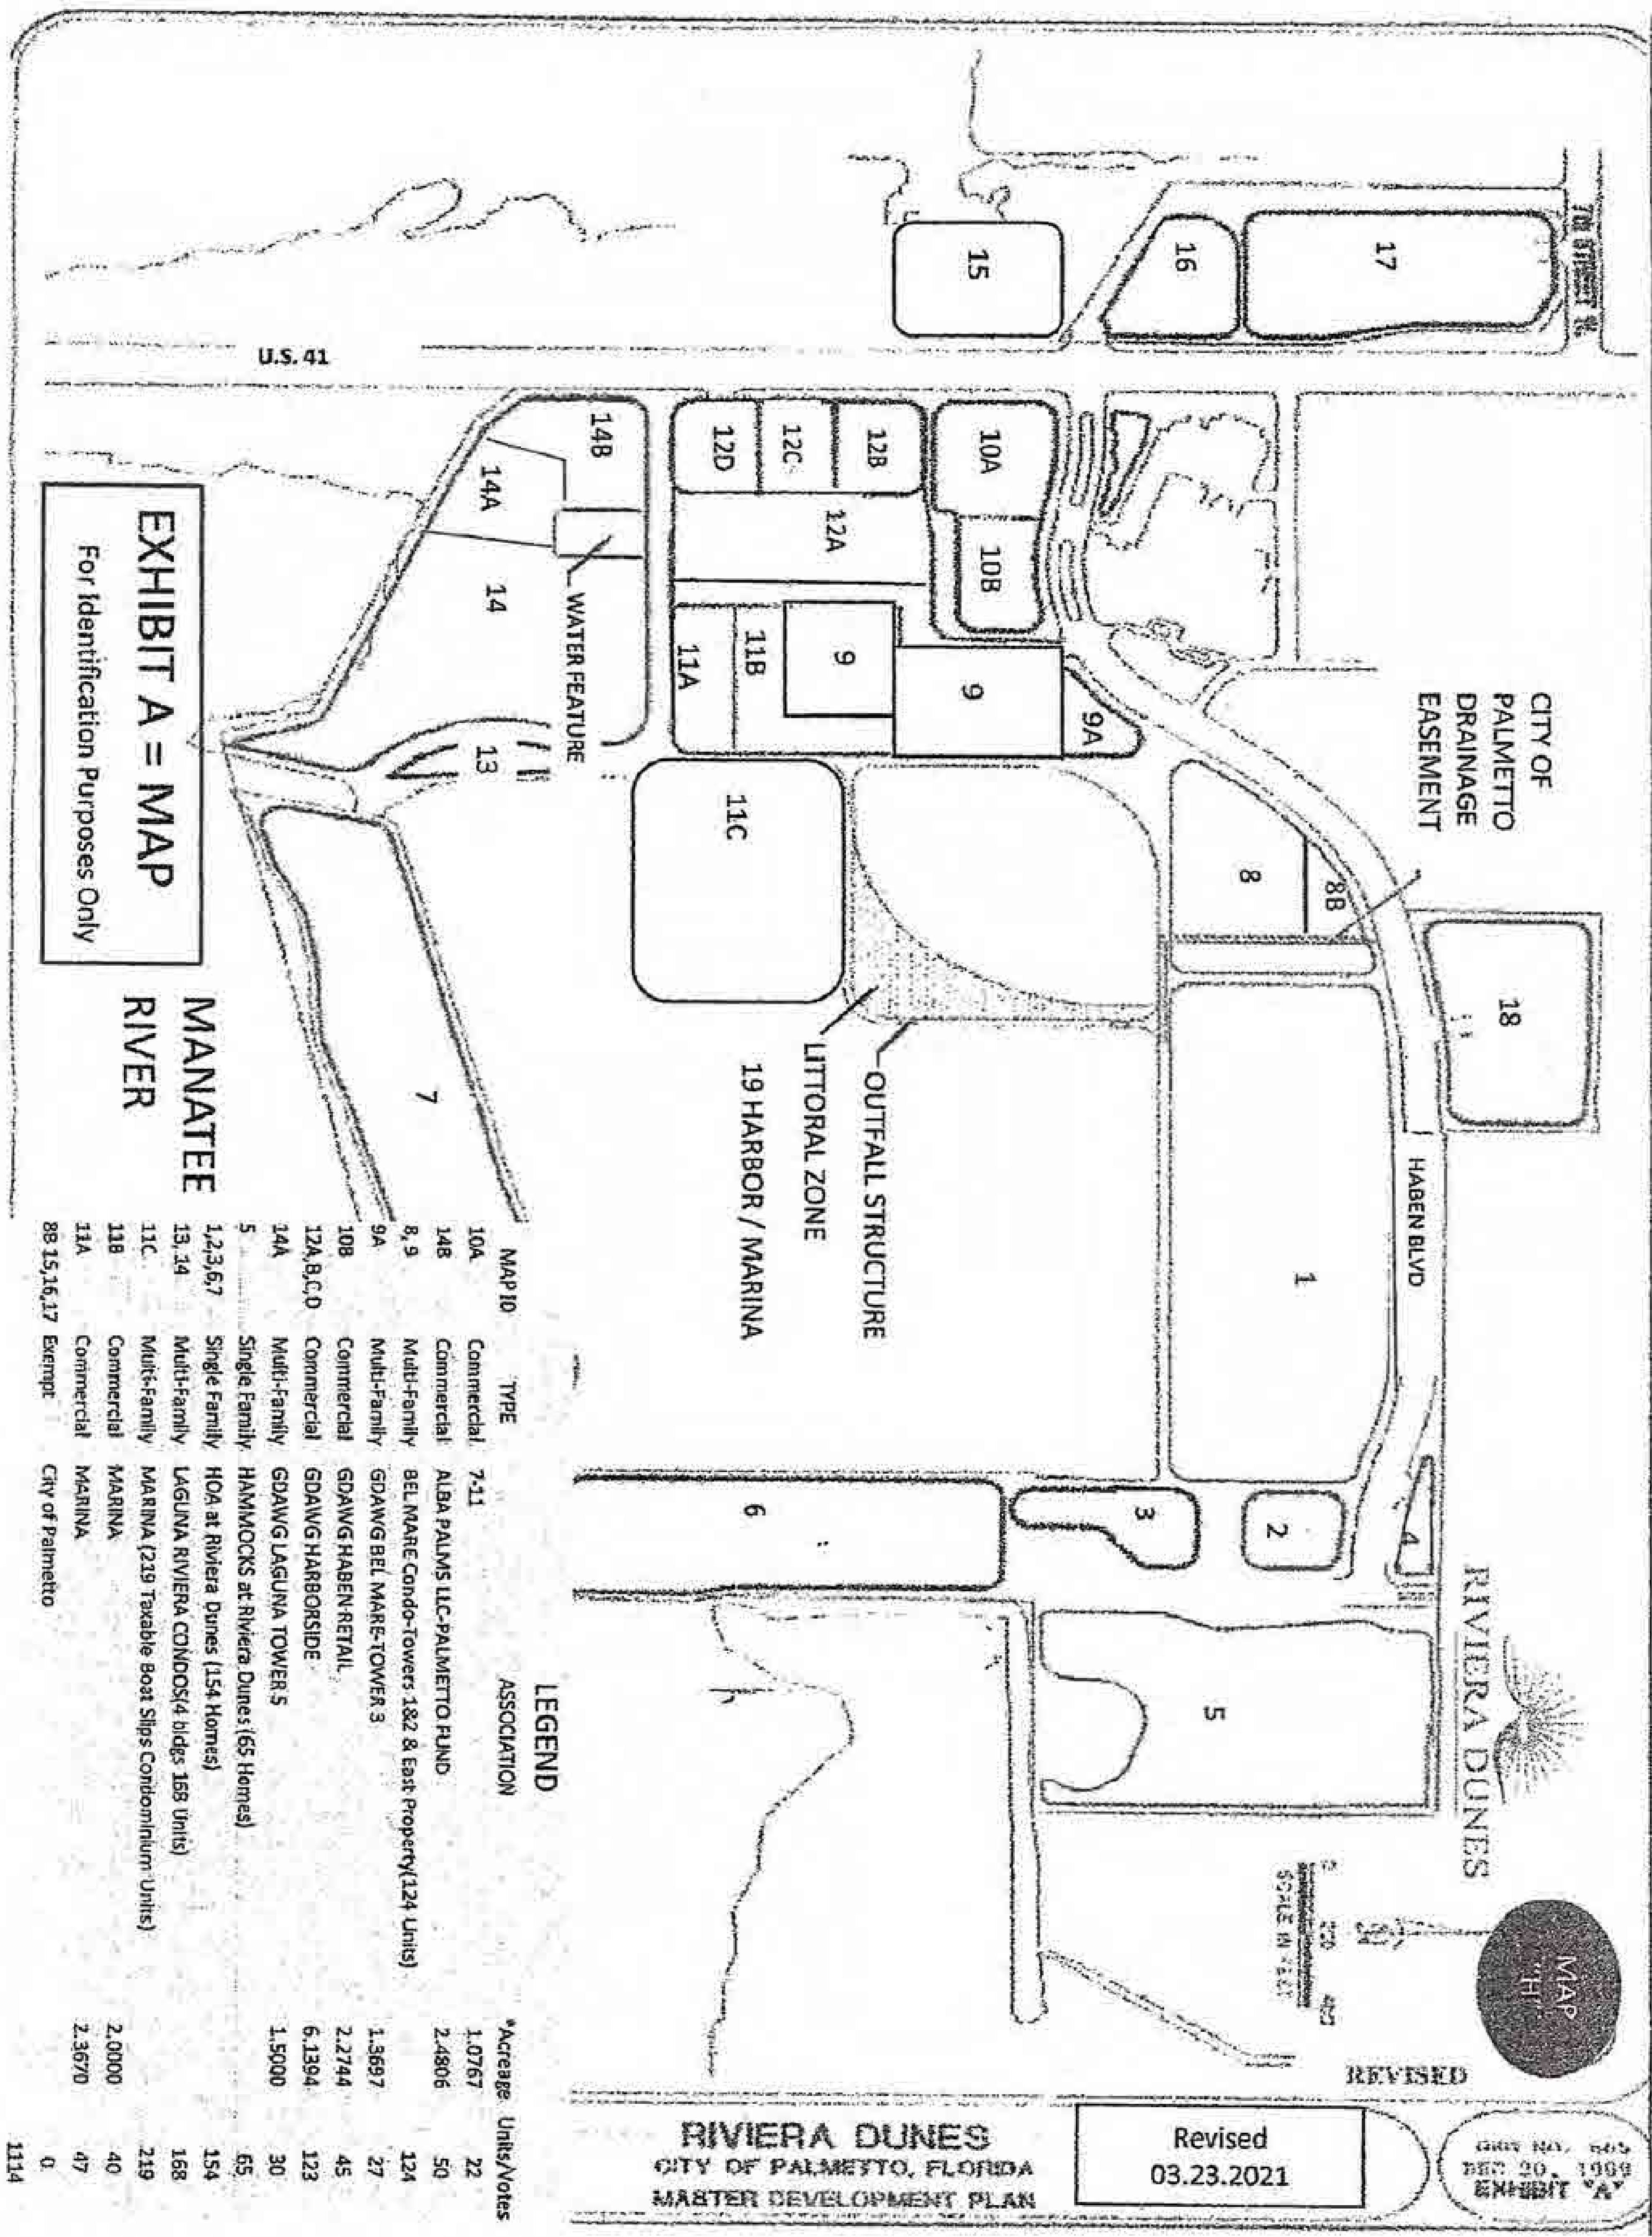 7th STREET
17
16
15
U.S. 41
CITY OF
PALMETTO
DRAINAGE
EASEMENT
10A
10B
12B
12C
12D
12A
14B
14A
14
13
WATER FEATURE
9
9
9A
11B
11A
11C
8
8B
18
HABEN BLVD
1
OUTFALL STRUCTURE
LITTORAL ZONE
19 HARBOR / MARINA
7
4
2
3
6
5
EXHIBIT A = MAP
For Identification Purposes Only
MANATEE
RIVER
RIVIERA DUNES
SCALE IN FEET
MAP
"H"
REVISED
LEGEND
MAP ID TYPE ASSOCIATION *Acreage Units/Votes
10A Commercial 7-11 1.0767 22
14B Commercial ALBA PALMS LLC-PALMETTO FUND 2.4806 50
8, 9 Multi-Family BEL MARE Condo-Towers 1&2 & East Property(124 Units) 124
9A Multi-Family GDAWG BEL MARE-TOWER 3 1.3697 27
10B Commercial GDAWG HABEN-RETAIL 2.2744 45
12A,B,C,D Commercial GDAWG HARBORSIDE 6.1394 123
14A Multi-Family GDAWG LAGUNA TOWER 5 1.5000 30
5 Single Family HAMMOCKS at Riviera Dunes (65 Homes) 65
1,2,3,6,7 Single Family HOA at Riviera Dunes (154 Homes) 154
13, 14 Multi-Family LAGUNA RIVIERA CONDOS(4 bldgs 168 Units) 168
11C Multi-Family MARINA (219 Taxable Boat Slips Condominium Units) 219
11B Commercial MARINA 2.0000 40
11A Commercial MARINA 2.3670 47
8B 15,16,17 Exempt City of Palmetto 0
1114
RIVIERA DUNES
CITY OF PALMETTO, FLORIDA
MASTER DEVELOPMENT PLAN
Revised
03.23.2021
DEC 20, 1999
EXHIBIT "A"